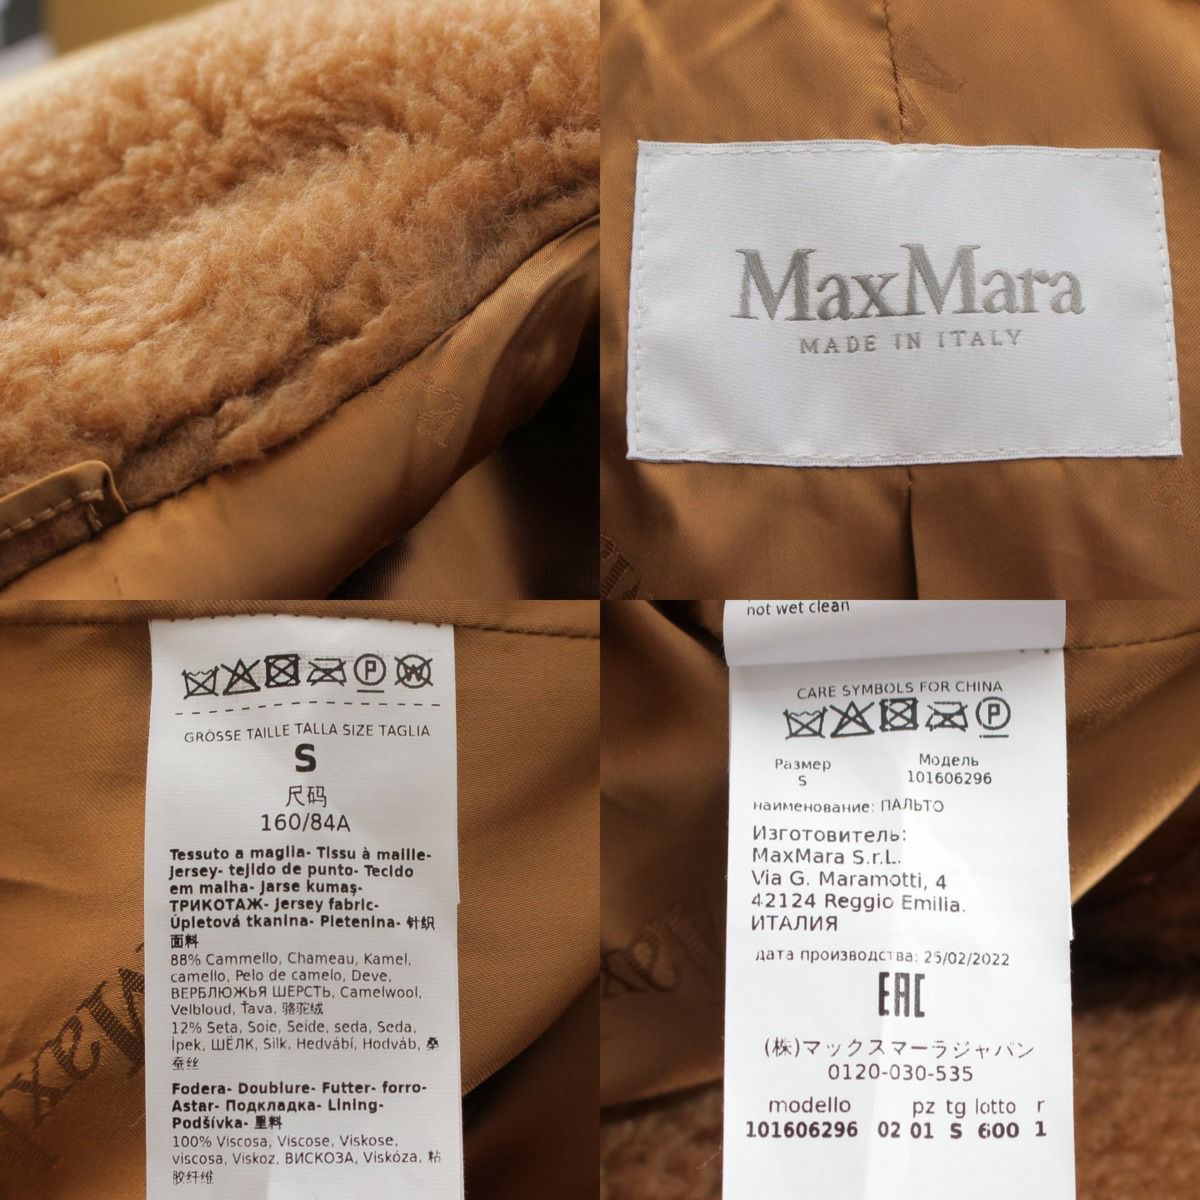 MaxMara
MADE IN ITALY
GRÖSSE TAILLE TALLA SIZE TAGLIA
S
尺码
160/84A
Tessuto a maglia- Tissu à maille-
Jersey- tejido de punto- Tecido
em malha- Jarse kumaş-
ТРИКОТАЖ- Jersey fabric-
Úpletová tkanina- Pletenina- 针织
面料
88% Cammello, Chameau, Kamel,
camello, Pelo de camelo, Deve,
ВЕРБЛЮЖЬЯ ШЕРСТЬ, Camelwool,
Velbloud, Ťava, 骆驼绒
12% Seta, Soie, Seide, seda, Seda,
İpek, ШЁЛК, Silk, Hedvábí, Hodváb, 桑
蚕丝
Fodera- Doublure- Futter- forro-
Astar- Подкладка- Lining-
Podšívka- 里料
100% Viscosa, Viscose, Viskose,
viscosa, Viskoz, ВИСКОЗА, Viskóza, 粘
胶纤维
not wet clean
CARE SYMBOLS FOR CHINA
Размер Модель
S 101606296
наименование: ПАЛЬТО
Изготовитель:
MaxMara S.r.L.
Via G. Maramotti, 4
42124 Reggio Emilia.
ИТАЛИЯ
дата производства: 25/02/2022
EAC
(株)マックスマーラジャパン
0120-030-535
modello pz tg lotto r
101606296 02 01 S 600 1